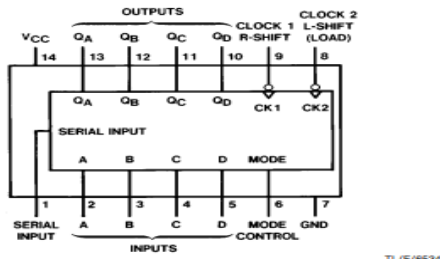 OUTPUTS
CLOCK 1 CLOCK 2
R-SHIFT L-SHIFT
(LOAD)
VCC QA QB QC QD
14 13 12 11 10 9 8
QA QB QC QD CK1 CK2
SERIAL INPUT
A B C D MODE
1 2 3 4 5 6 7
SERIAL INPUT A B C D MODE CONTROL GND
INPUTS